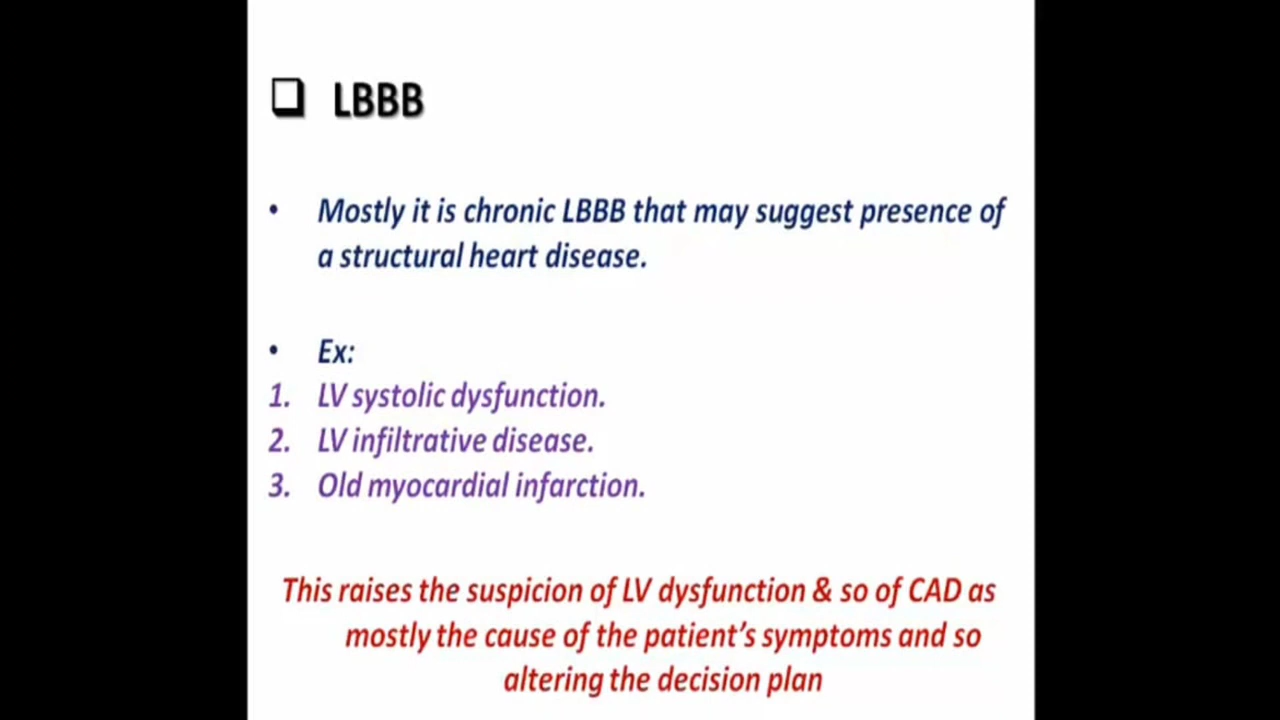 ❑ LBBB
• Mostly it is chronic LBBB that may suggest presence of
a structural heart disease.
• Ex:
1. LV systolic dysfunction.
2. LV infiltrative disease.
3. Old myocardial infarction.
This raises the suspicion of LV dysfunction & so of CAD as
mostly the cause of the patient's symptoms and so
altering the decision plan